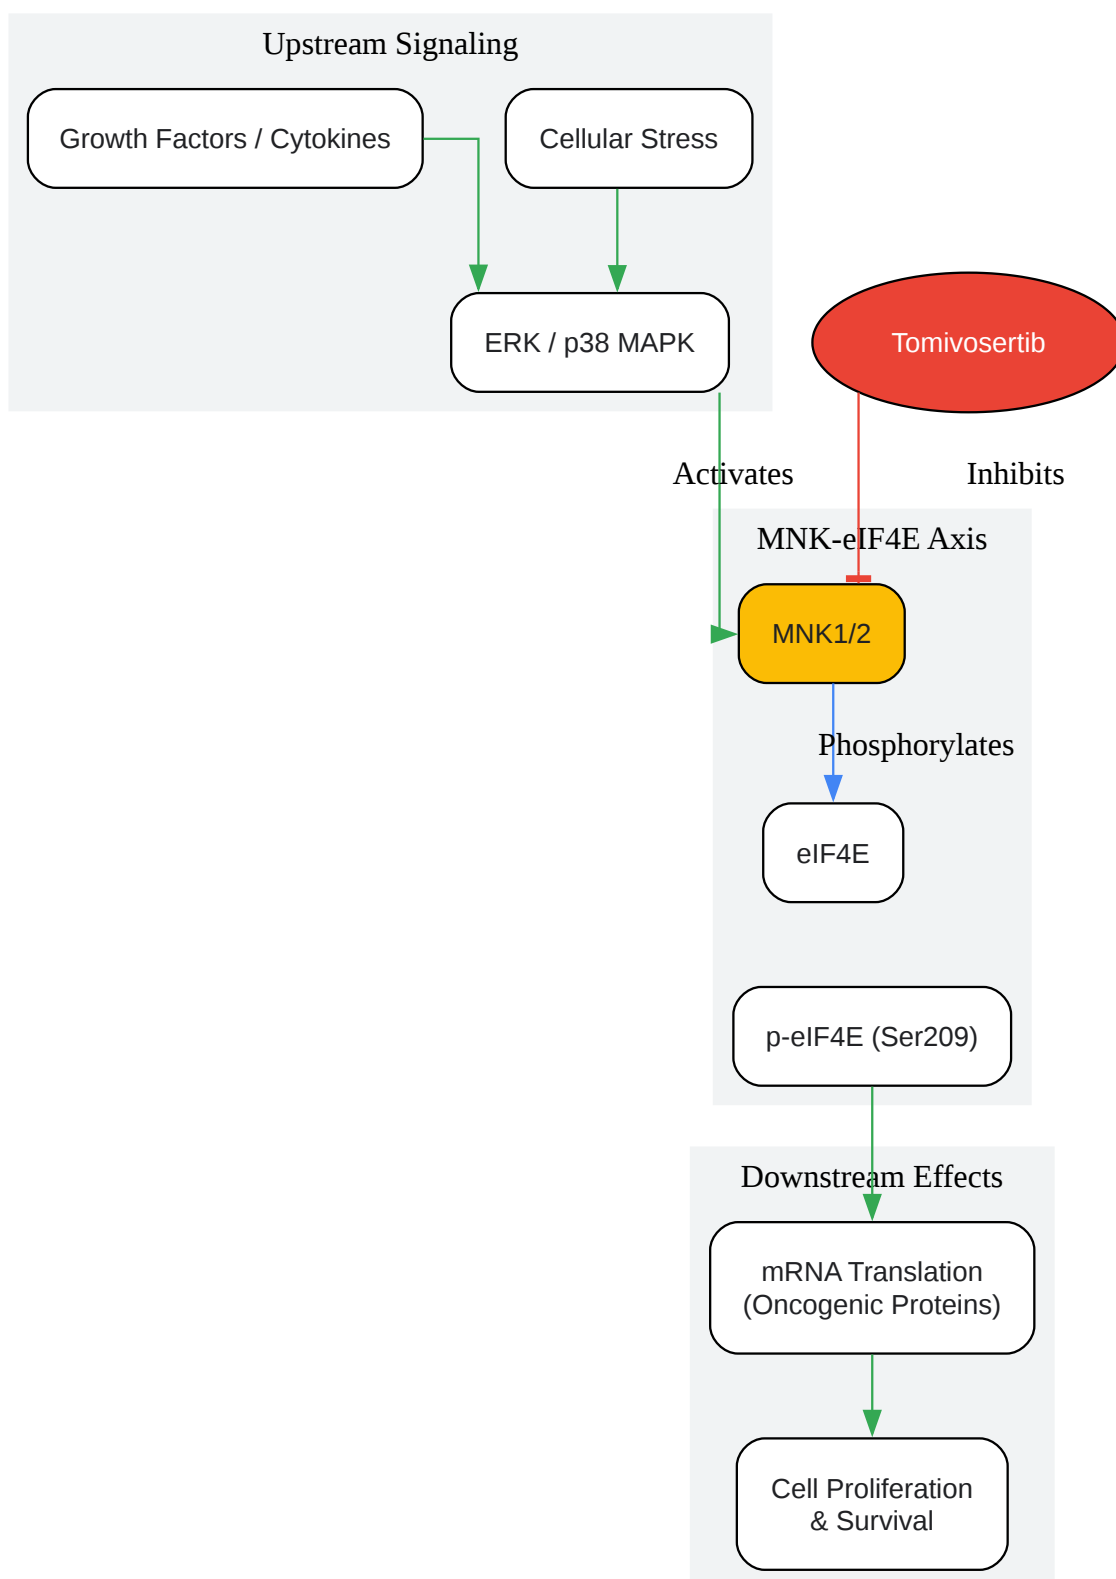 Upstream Signaling
Growth Factors / Cytokines
Cellular Stress
ERK / p38 MAPK
Tomivosertib
Activates
Inhibits
MNK-eIF4E Axis
MNK1/2
Phosphorylates
eIF4E
p-eIF4E (Ser209)
Downstream Effects
mRNA Translation
(Oncogenic Proteins)
Cell Proliferation
& Survival